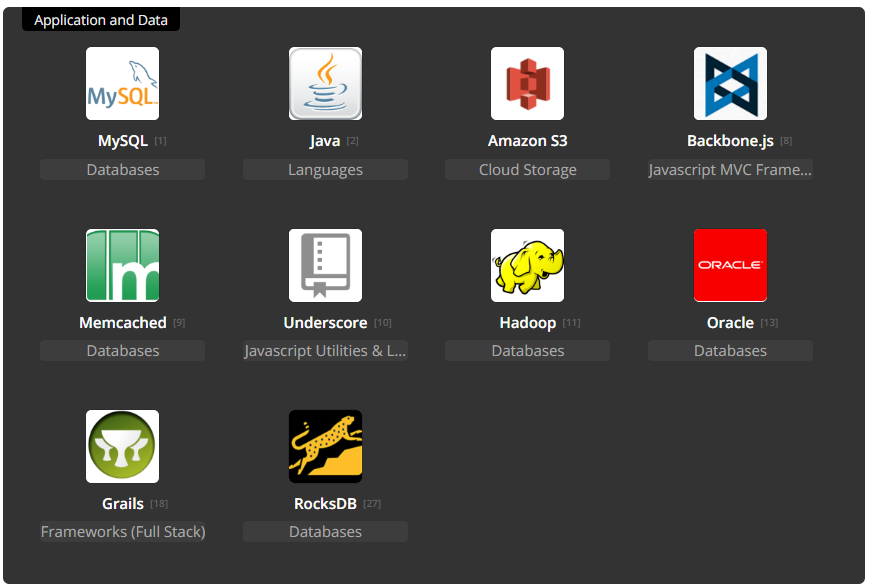 Application and Data
MySQL
ORACLE
m
MySQL [1]
Java [2]
Amazon S3
Backbone.js [8]
Databases
Languages
Cloud Storage
Javascript MVC Frame...
Memcached [9]
Underscore [10]
Hadoop [11]
Oracle [13]
Databases
Javascript Utilities & L...
Databases
Databases
Grails [18]
RocksDB [27]
Frameworks (Full Stack)
Databases